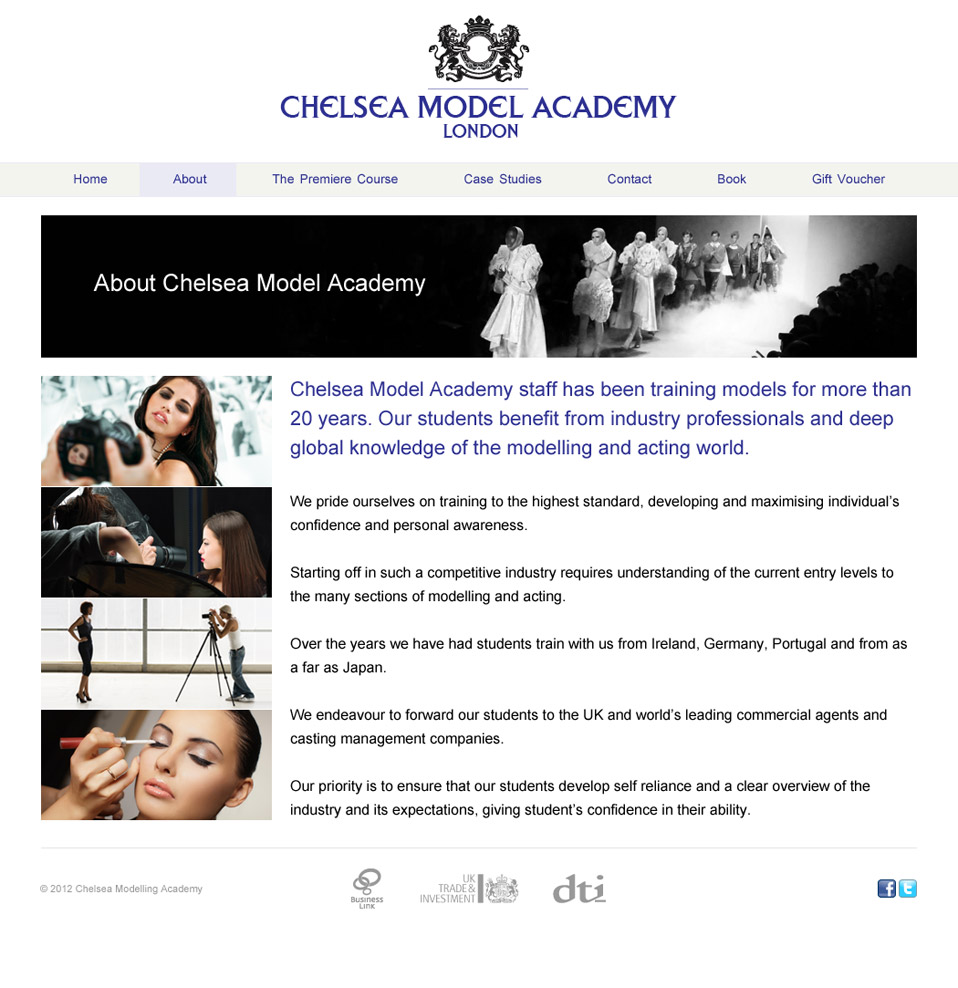 CHELSEA MODEL ACADEMY
LONDON
Home About The Premiere Course Case Studies Contact Book Gift Voucher
About Chelsea Model Academy
Chelsea Model Academy staff has been training models for more than
20 years. Our students benefit from industry professionals and deep
global knowledge of the modelling and acting world.
We pride ourselves on training to the highest standard, developing and maximising individual’s
confidence and personal awareness.
Starting off in such a competitive industry requires understanding of the current entry levels to
the many sections of modelling and acting.
Over the years we have had students train with us from Ireland, Germany, Portugal and from as
a far as Japan.
We endeavour to forward our students to the UK and world’s leading commercial agents and
casting management companies.
Our priority is to ensure that our students develop self reliance and a clear overview of the
industry and its expectations, giving student’s confidence in their ability.
© 2012 Chelsea Modelling Academy
Business
Link
UK
TRADE &
INVESTMENT
dti
f t